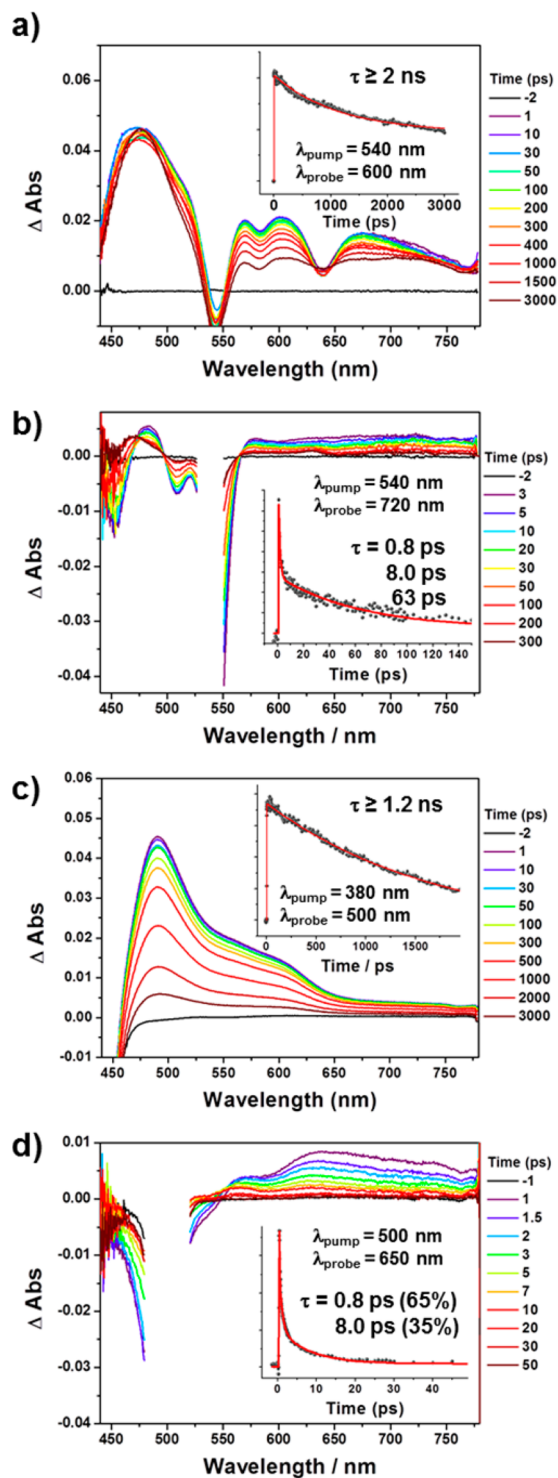 a)
0.06
0.04
0.02
0.00
Δ Abs
450 500 550 600 650 700 750
Wavelength (nm)
τ ≥ 2 ns
λpump = 540 nm
λprobe = 600 nm
0 1000 2000 3000
Time (ps)
Time (ps)
-2
1
10
30
50
100
200
300
400
1000
1500
3000
b)
0.00
-0.01
-0.02
-0.03
-0.04
Δ Abs
450 500 550 600 650 700 750
Wavelength / nm
λpump = 540 nm
λprobe = 720 nm
τ = 0.8 ps
8.0 ps
63 ps
0 20 40 60 80 100 120 140
Time (ps)
Time (ps)
-2
3
5
10
20
30
50
100
200
300
c)
0.06
0.05
0.04
0.03
0.02
0.01
0.00
-0.01
Δ Abs
450 500 550 600 650 700 750
Wavelength (nm)
τ ≥ 1.2 ns
λpump = 380 nm
λprobe = 500 nm
0 500 1000 1500
Time / ps
Time (ps)
-2
1
10
30
50
100
300
500
1000
2000
3000
d)
0.01
0.00
-0.01
-0.02
-0.03
-0.04
Δ Abs
450 500 550 600 650 700 750
Wavelength / nm
λpump = 500 nm
λprobe = 650 nm
τ = 0.8 ps (65%)
8.0 ps (35%)
0 10 20 30 40
Time (ps)
Time (ps)
-1
1
1.5
2
3
5
7
10
20
30
50